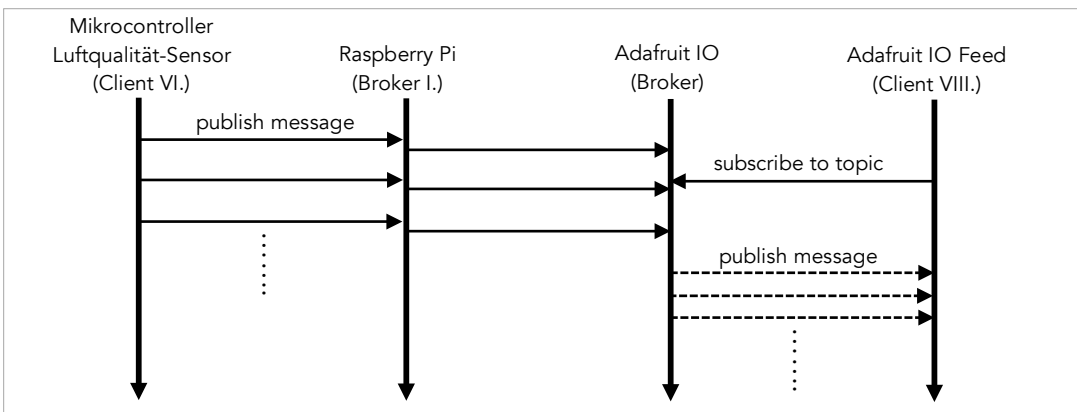 Mikrocontroller
Luftqualität-Sensor
(Client VI.)
Raspberry Pi
(Broker I.)
Adafruit IO
(Broker)
Adafruit IO Feed
(Client VIII.)
publish message
subscribe to topic
publish message